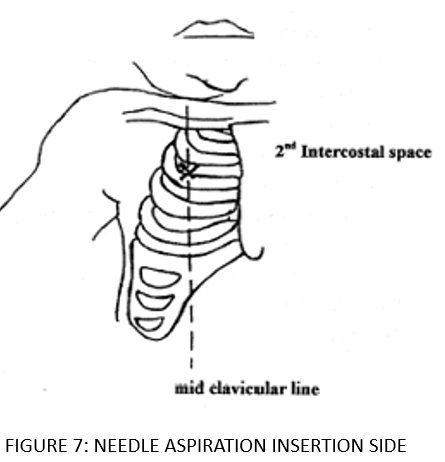 2nd Intercostal space
mid clavicular line
FIGURE 7: NEEDLE ASPIRATION INSERTION SIDE